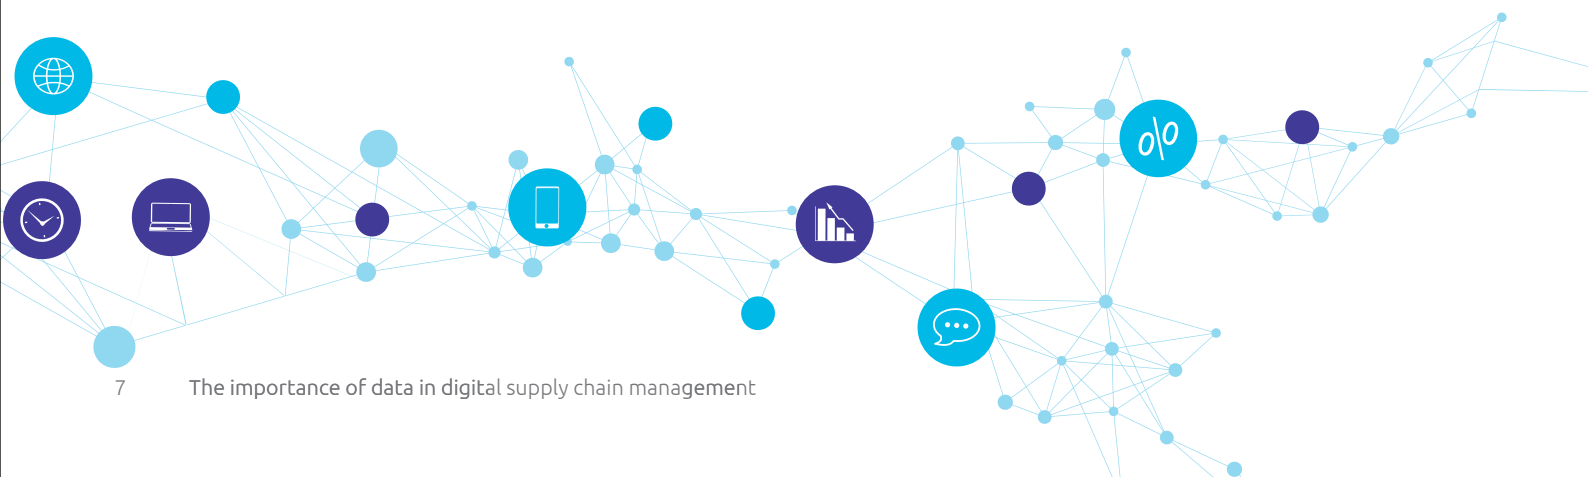 7 The importance of data in digital supply chain management